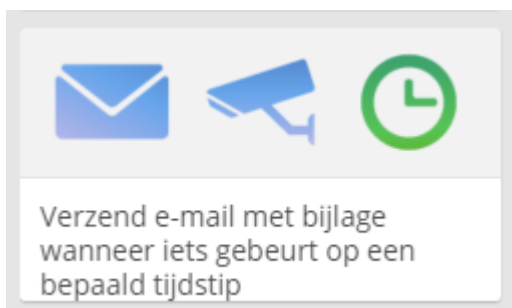 Verzend e-mail met bijlage
wanneer iets gebeurt op een
bepaald tijdstip